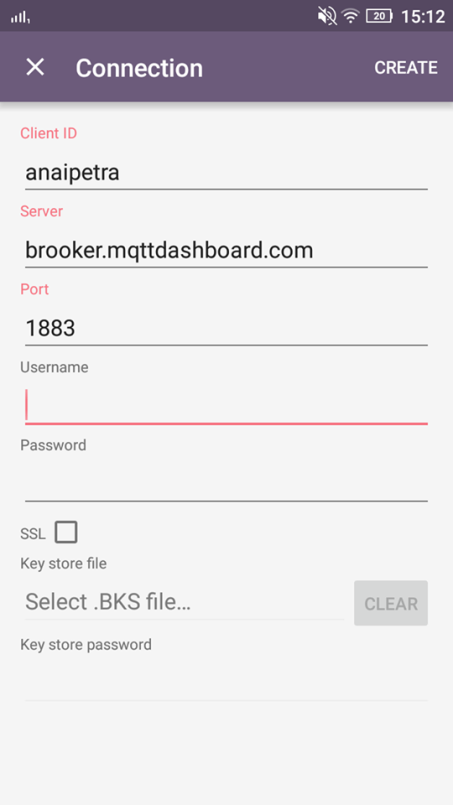 20 15:12
Connection CREATE
Client ID
anaipetra
Server
brooker.mqttdashboard.com
Port
1883
Username
Password
SSL
Key store file
Select .BKS file... CLEAR
Key store password